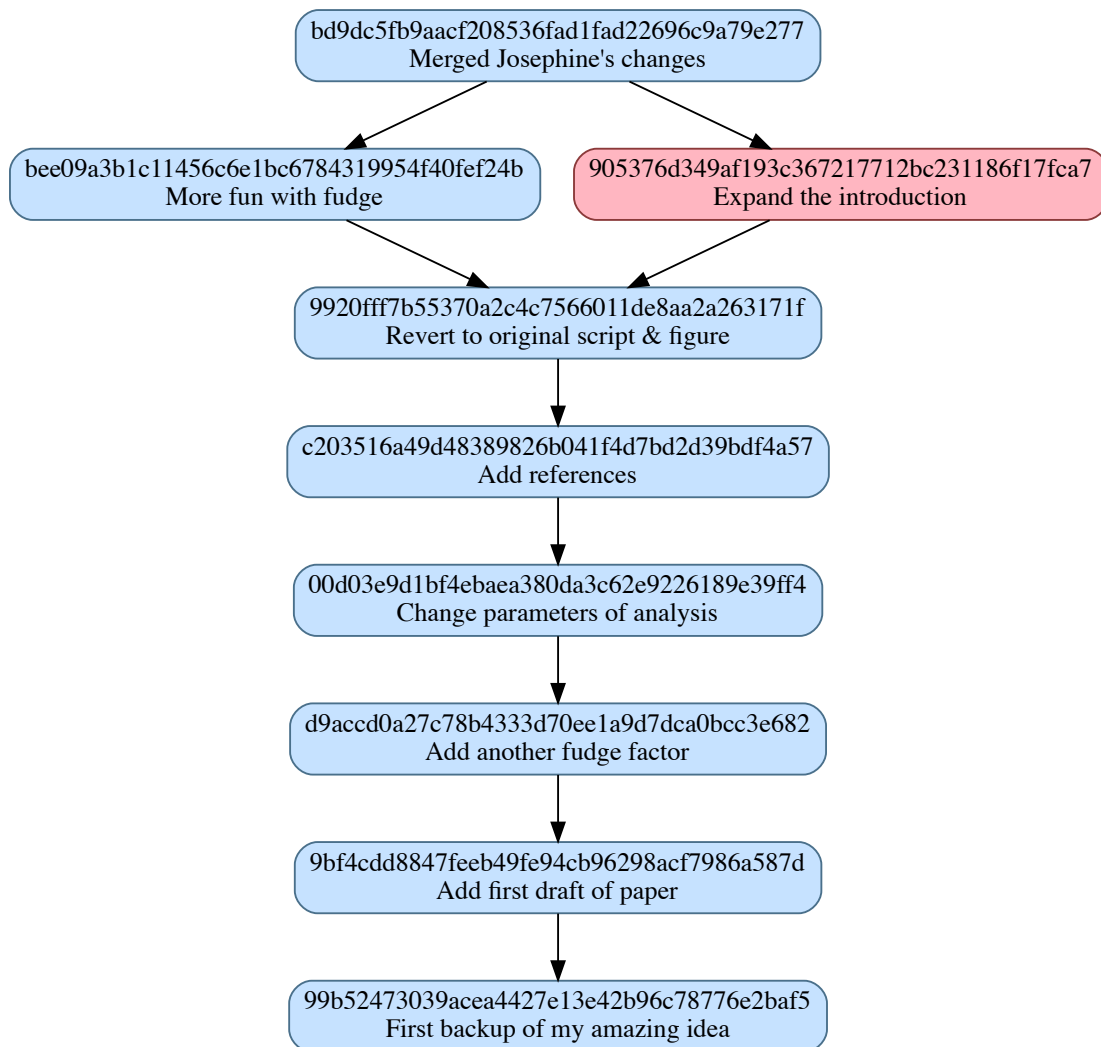 bd9dc5fb9aacf208536fad1fad22696c9a79e277
Merged Josephine's changes
bee09a3b1c11456c6e1bc6784319954f40fef24b
More fun with fudge
905376d349af193c367217712bc231186f17fca7
Expand the introduction
9920fff7b55370a2c4c7566011de8aa2a263171f
Revert to original script & figure
c203516a49d48389826b041f4d7bd2d39bdf4a57
Add references
00d03e9d1bf4ebaea380da3c62e9226189e39ff4
Change parameters of analysis
d9accd0a27c78b4333d70ee1a9d7dca0bcc3e682
Add another fudge factor
9bf4cdd8847feeb49fe94cb96298acf7986a587d
Add first draft of paper
99b52473039acea4427e13e42b96c78776e2baf5
First backup of my amazing idea